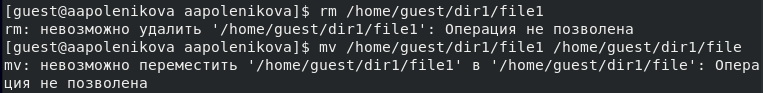 [guest@aapolenikova aapolenikova]$ rm /home/guest/dir1/file1
rm: невозможно удалить '/home/guest/dir1/file1': Операция не позволена
[guest@aapolenikova aapolenikova]$ mv /home/guest/dir1/file1 /home/guest/dir1/file
mv: невозможно переместить '/home/guest/dir1/file1' в '/home/guest/dir1/file': Опера
ция не позволена